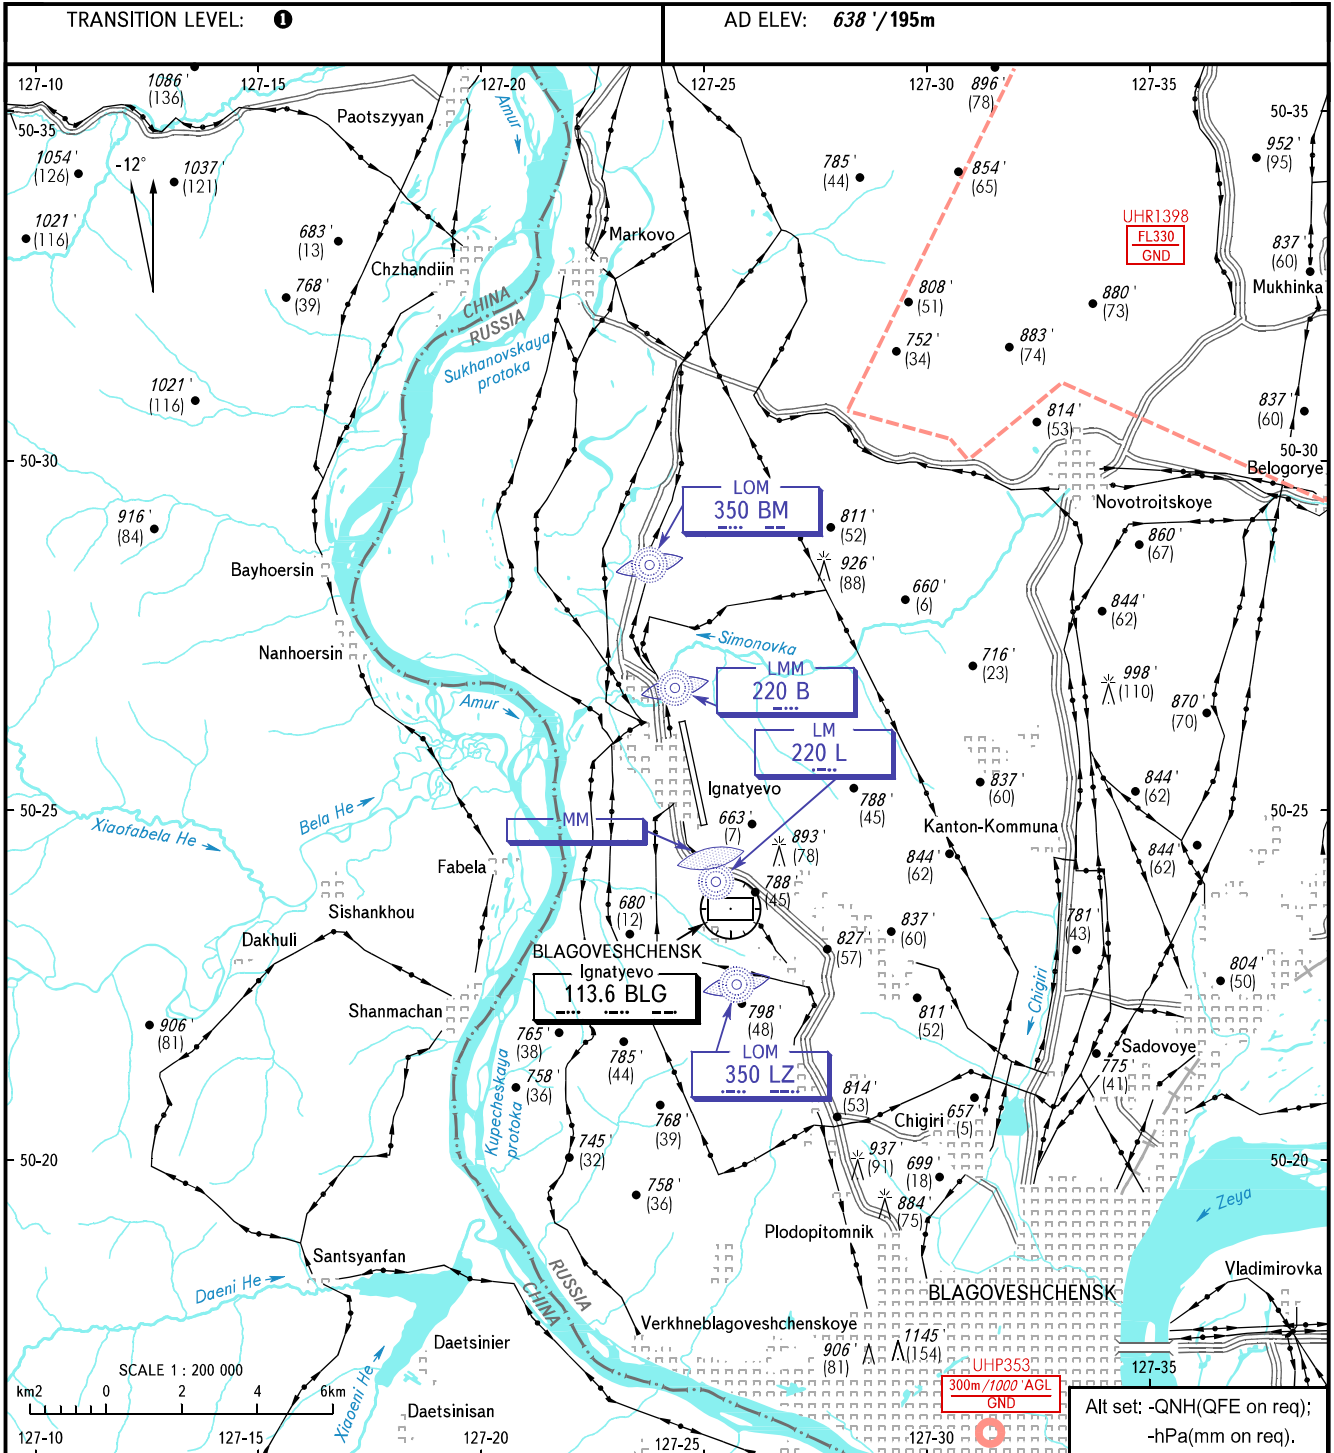 TRANSITION LEVEL: ❶
AD ELEV: 638 '/195m
127-10
127-15
127-20
127-25
127-30
127-35
1086'
(136)
896'
(78)
Paotszyyan
Amur
50-35
50-35
1054'
(126)
-12°
1037'
(121)
785'
(44)
854'
(65)
952'
(95)
1021'
(116)
683'
(13)
Markovo
UHR1398
FL330
GND
837'
(60)
Chzhandiin
768'
(39)
CHINA
RUSSIA
808'
(51)
880'
(73)
Mukhinka
752'
(34)
883'
(74)
Sukhanovskaya
protoka
1021'
(116)
814'
(53)
837'
(60)
50-30
50-30
Belogorye
Novotroitskoye
LOM
350 BM
916'
(84)
811'
(52)
926'
(88)
860'
(67)
Bayhoersin
660'
(6)
844'
(62)
Nanhoersin
Simonovka
716'
(23)
998'
(110)
LMM
220 B
Amur
870'
(70)
LM
220 L
Ignatyevo
788'
(45)
837'
(60)
844'
(62)
50-25
50-25
Xiaofabela He
Bela He
MM
663'
(7)
893'
(78)
Kanton-Kommuna
844'
(62)
844'
(62)
Fabela
788'
(45)
Sishankhou
680'
(12)
837'
(60)
781'
(43)
Dakhuli
BLAGOVESHCHENSK
Ignatyevo
113.6 BLG
827'
(57)
804'
(50)
Shanmachan
798'
(48)
811'
(52)
Chigiri
906'
(81)
765'
(38)
785'
(44)
Sadovoye
775'
(41)
LOM
350 LZ
758'
(36)
Kupecheskaya
protoka
768'
(39)
814'
(53)
Chigiri
657'
(5)
745'
(32)
937'
(91)
699'
(18)
50-20
50-20
758'
(36)
884'
(75)
Zeya
Plodopitomnik
Santsyanfan
Daeni He
RUSSIA
CHINA
Vladimirovka
BLAGOVESHCHENSK
Verkhneblagoveshchenskoye
Daetsinier
906'
(81)
1145'
(154)
SCALE 1 : 200 000
km2 0 2 4 6km
Xiaoeni He
UHP353
300m/1000'AGL
GND
127-35
Daetsinisan
Alt set: -QNH(QFE on req);
-hPa(mm on req).
127-10
127-15
127-20
127-25
127-30